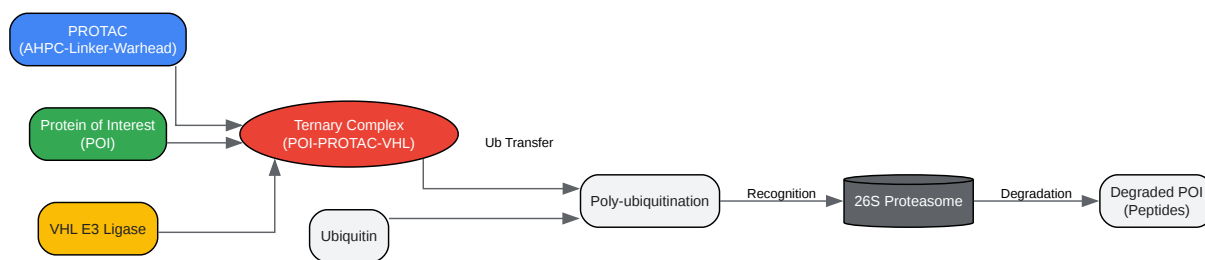 PROTAC
(AHPC-Linker-Warhead)
Protein of Interest
(POI)
VHL E3 Ligase
Ternary Complex
(POI-PROTAC-VHL)
Ub Transfer
Ubiquitin
Poly-ubiquitination
Recognition
26S Proteasome
Degradation
Degraded POI
(Peptides)